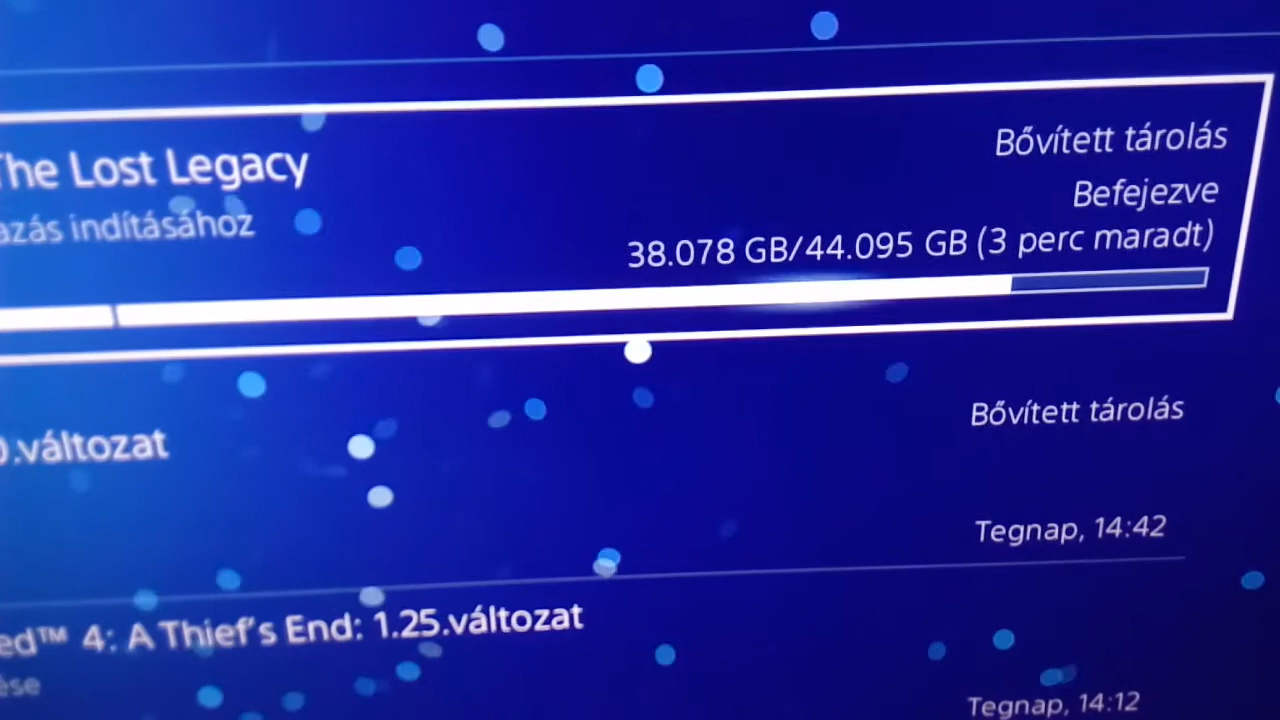 The Lost Legacy
Bővített tárolás
Befejezve
azás indításához
38.078 GB/44.095 GB (3 perc maradt)
Bővített tárolás
0.változat
Tegnap, 14:42
ed™ 4: A Thief's End: 1.25.változat
ése
Tegnap, 14:12